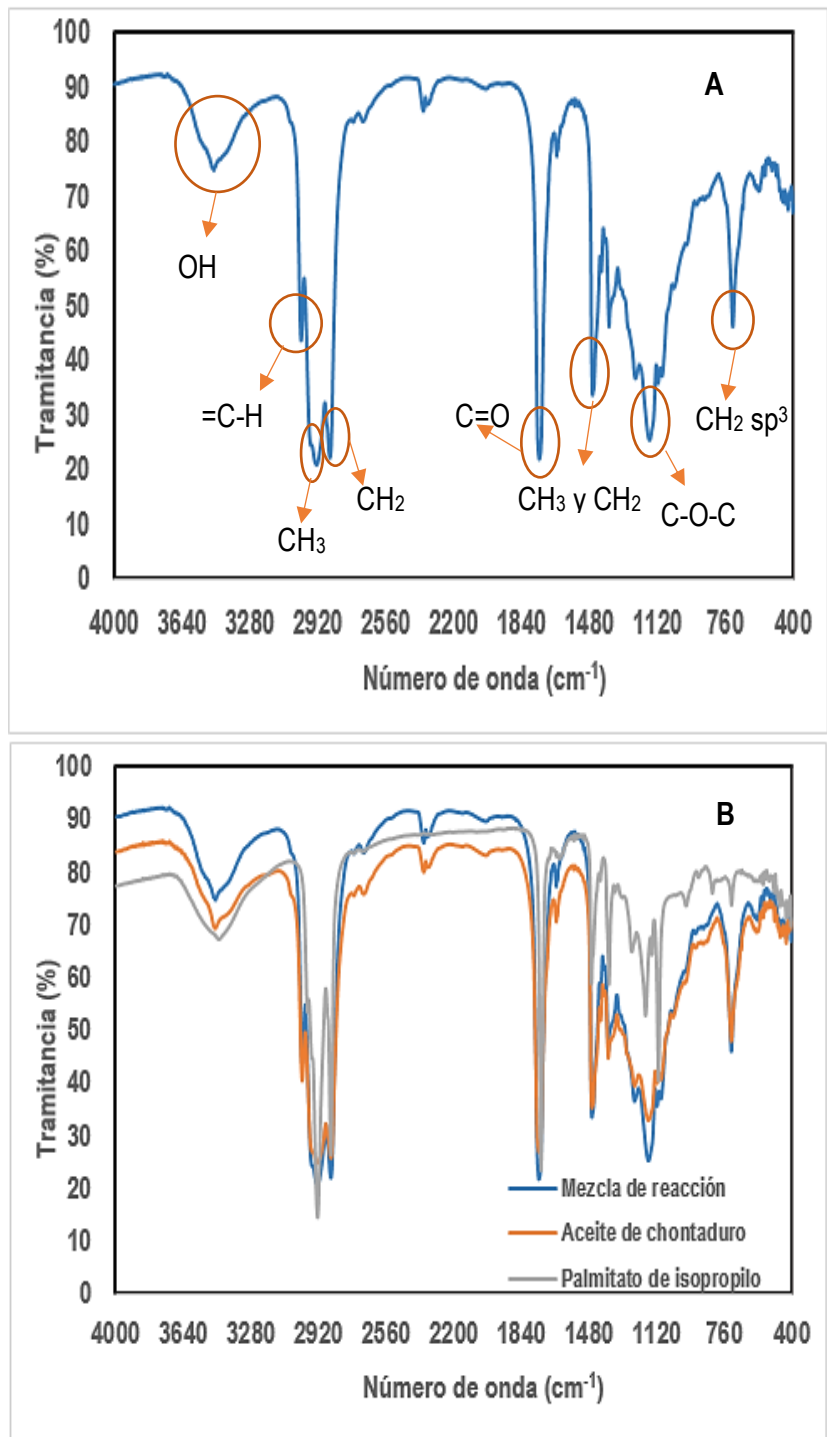 A
100
90
80
70
60
50
40
30
20
10
0
Tramitancia (%)
OH
=C-H
CH₃
CH₂
C=O
CH₃ y CH₂
C-O-C
CH₂ sp³
4000 3640 3280 2920 2560 2200 1840 1480 1120 760 400
Número de onda (cm⁻¹)
B
100
90
80
70
60
50
40
30
20
10
0
Tramitancia (%)
Mezcla de reacción
Aceite de chontaduro
Palmitato de isopropilo
4000 3640 3280 2920 2560 2200 1840 1480 1120 760 400
Número de onda (cm⁻¹)